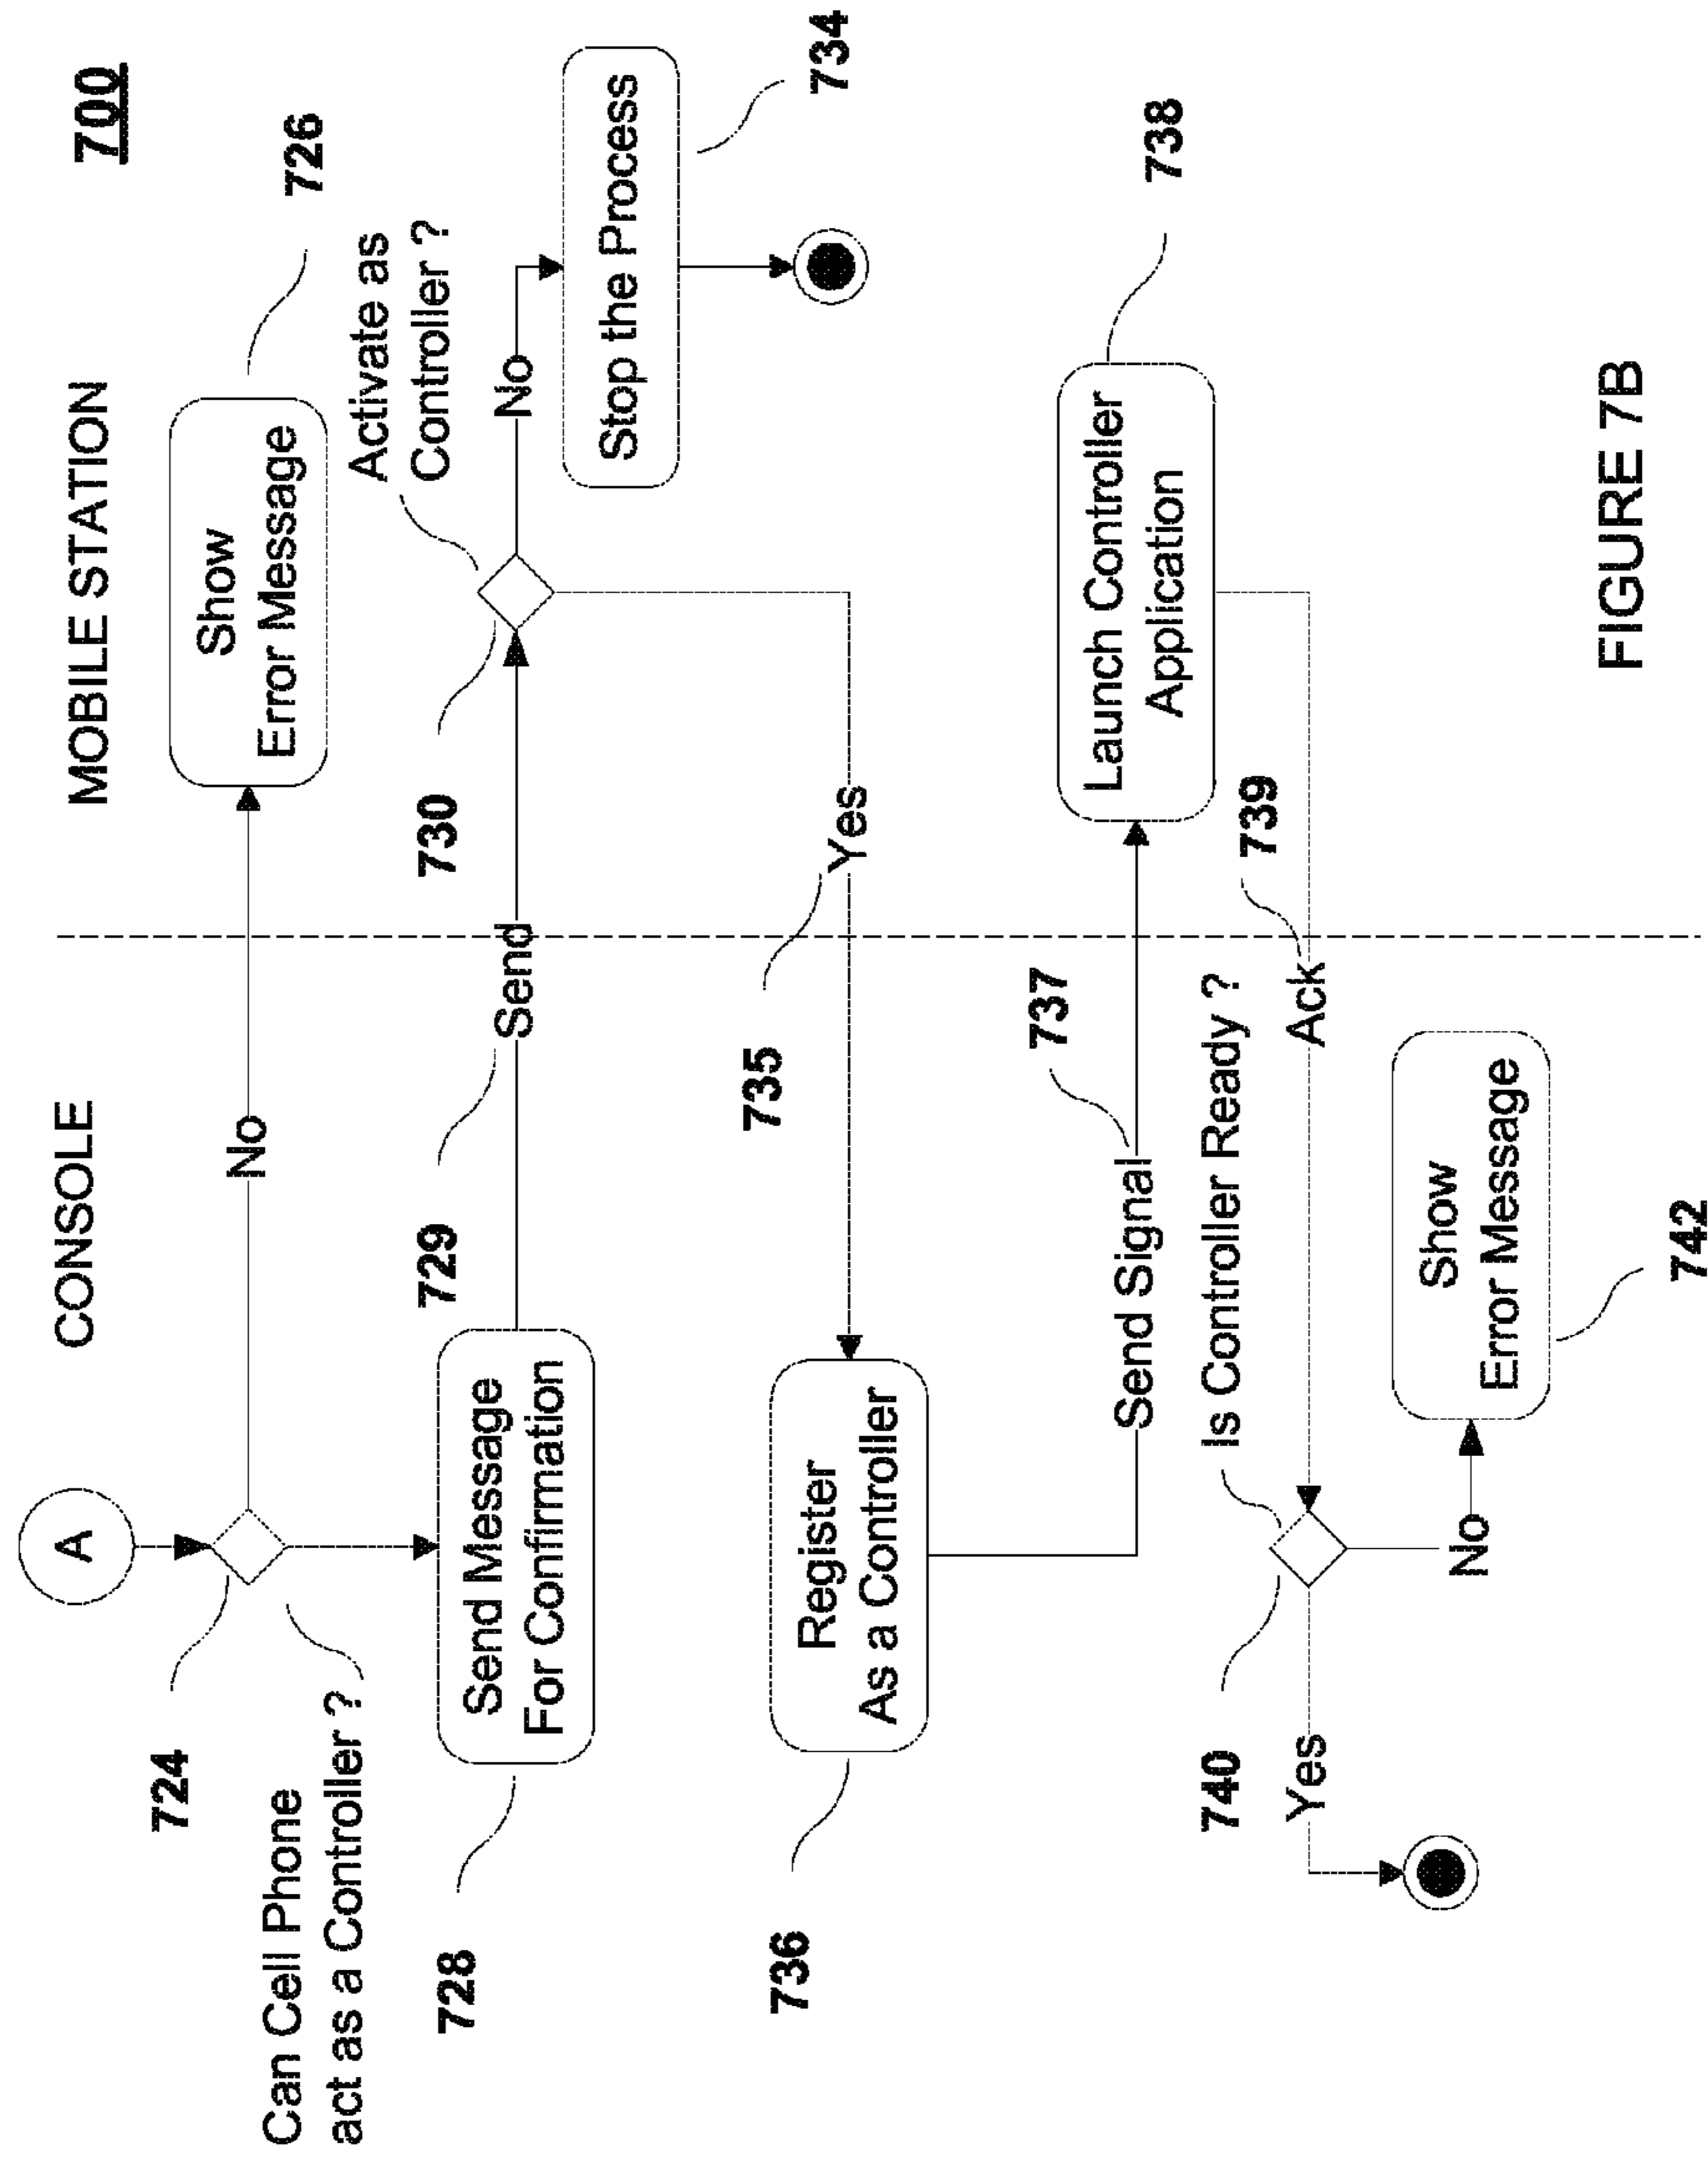 700
CONSOLE
MOBILE STATION
A
724
Can Cell Phone
act as a Controller ?
No
Show
Error Message
726
Send Message
For Confirmation
728
729
Send
730
Activate as
Controller ?
No
Stop the Process
734
735
Yes
Register
As a Controller
736
737
Send Signal
Launch Controller
Application
738
739
Ack
Is Controller Ready ?
740
Yes
No
Show
Error Message
742
FIGURE 7B